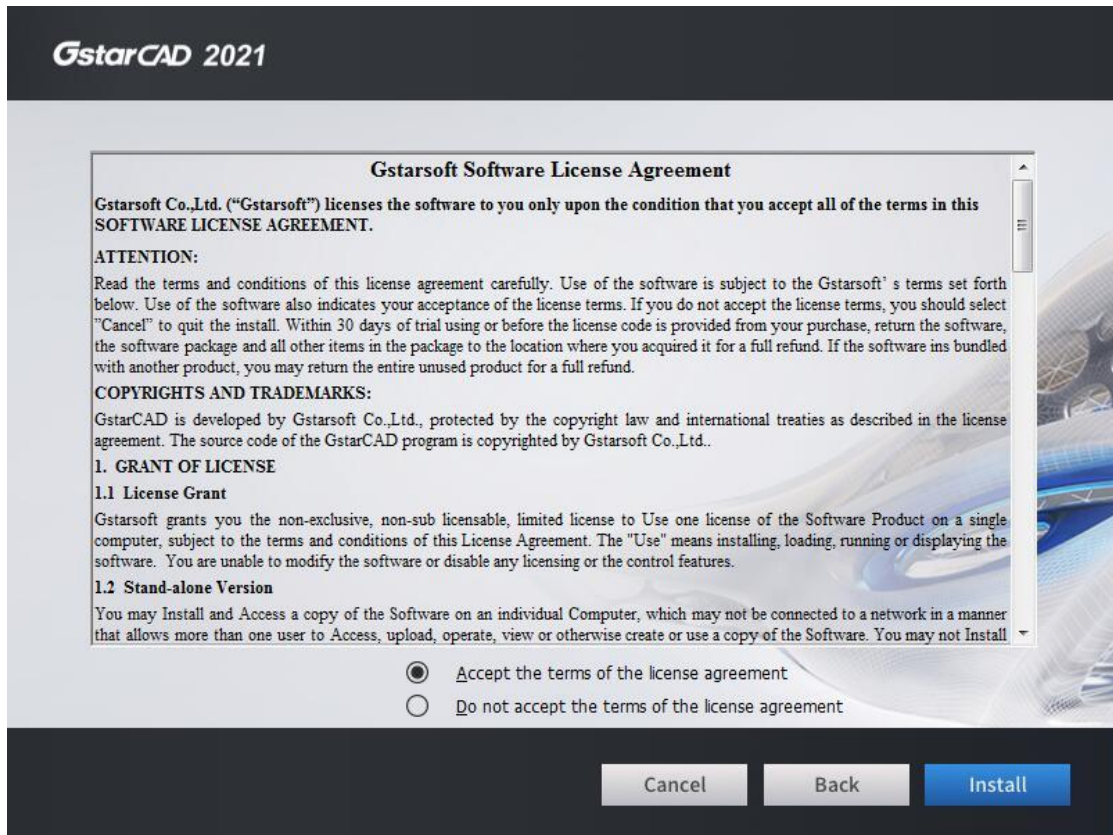 GstarCAD 2021
Gstarsoft Software License Agreement
Gstarsoft Co.,Ltd. (“Gstarsoft”) licenses the software to you only upon the condition that you accept all of the terms in this
SOFTWARE LICENSE AGREEMENT.
ATTENTION:
Read the terms and conditions of this license agreement carefully. Use of the software is subject to the Gstarsoft’ s terms set forth
below. Use of the software also indicates your acceptance of the license terms. If you do not accept the license terms, you should select
”Cancel” to quit the install. Within 30 days of trial using or before the license code is provided from your purchase, return the software,
the software package and all other items in the package to the location where you acquired it for a full refund. If the software ins bundled
with another product, you may return the entire unused product for a full refund.
COPYRIGHTS AND TRADEMARKS:
GstarCAD is developed by Gstarsoft Co.,Ltd., protected by the copyright law and international treaties as described in the license
agreement. The source code of the GstarCAD program is copyrighted by Gstarsoft Co.,Ltd..
1. GRANT OF LICENSE
1.1 License Grant
Gstarsoft grants you the non-exclusive, non-sub licensable, limited license to Use one license of the Software Product on a single
computer, subject to the terms and conditions of this License Agreement. The "Use" means installing, loading, running or displaying the
software. You are unable to modify the software or disable any licensing or the control features.
1.2 Stand-alone Version
You may Install and Access a copy of the Software on an individual Computer, which may not be connected to a network in a manner
that allows more than one user to Access, upload, operate, view or otherwise create or use a copy of the Software. You may not Install
Accept the terms of the license agreement
Do not accept the terms of the license agreement
Cancel
Back
Install